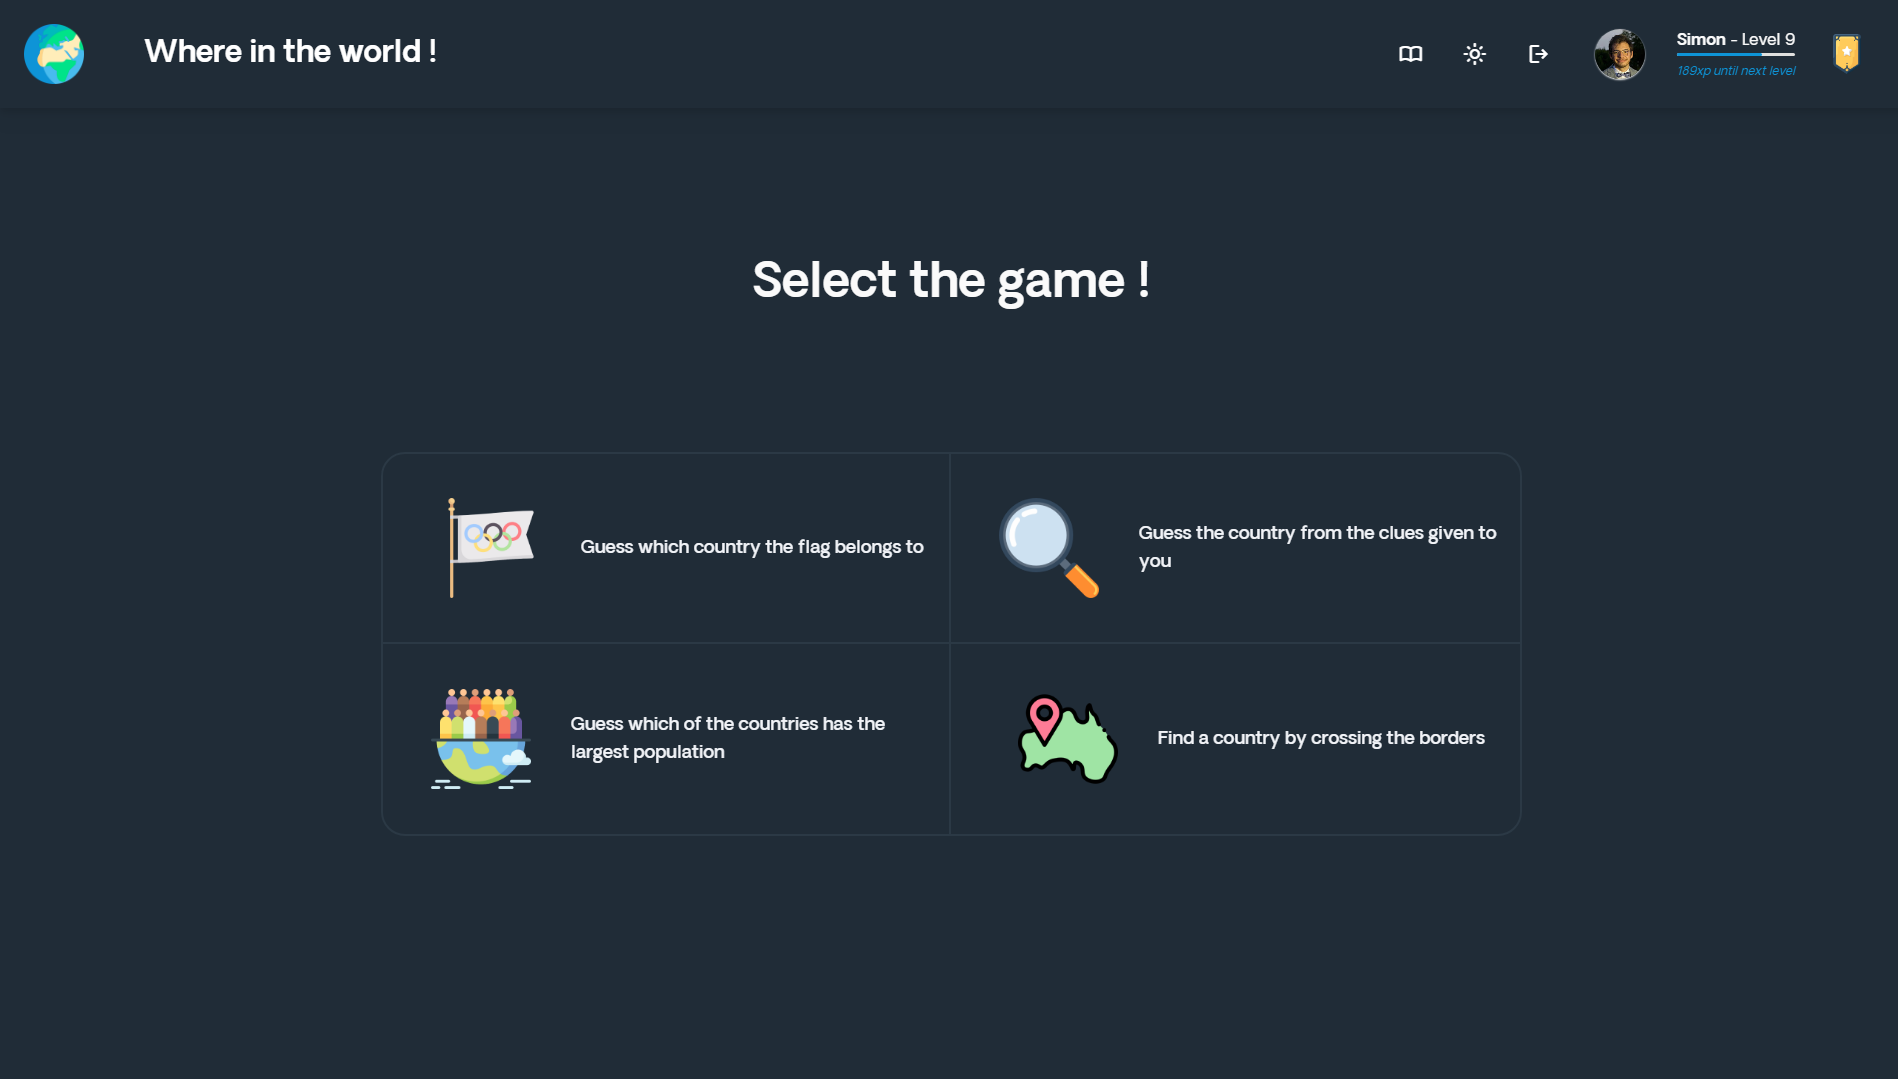 Where in the world !
Simon - Level 9
189xp until next level
Select the game !
Guess which country the flag belongs to
Guess the country from the clues given to
you
Guess which of the countries has the
largest population
Find a country by crossing the borders